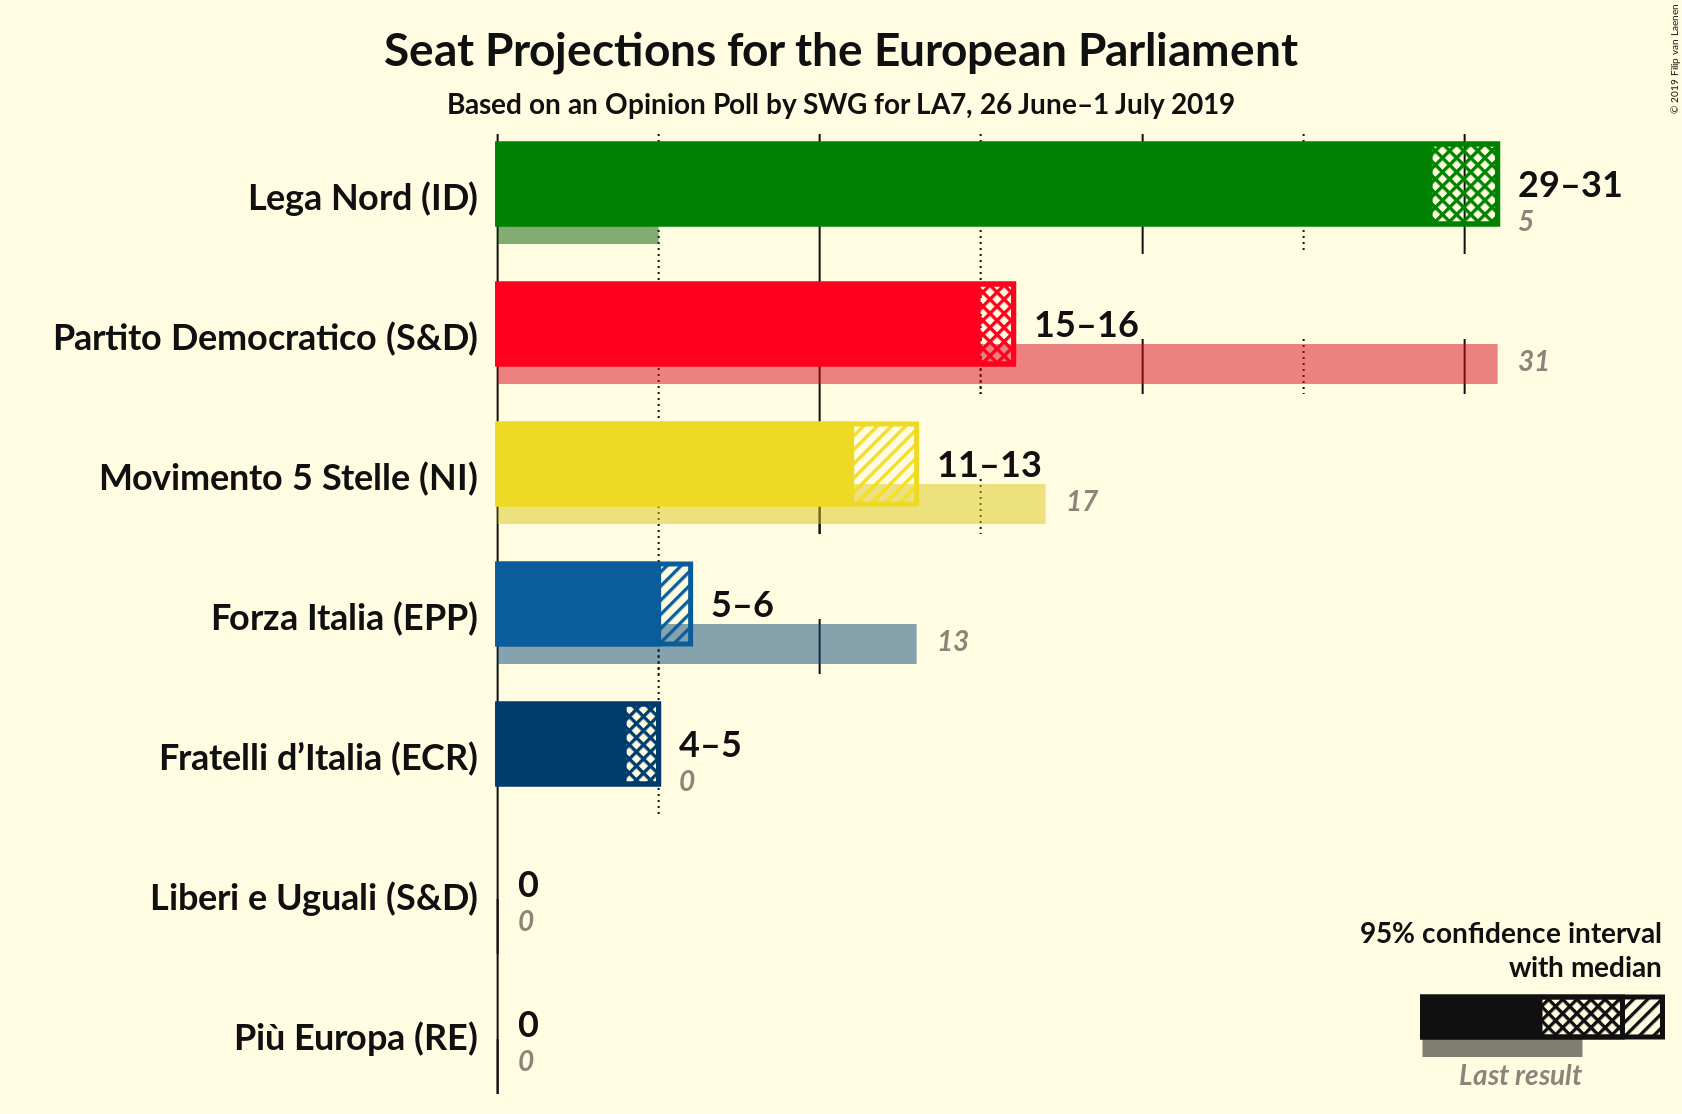 Seat Projections for the European Parliament
Based on an Opinion Poll by SWG for LA7, 26 June–1 July 2019
© 2019 Filip van Laenen
Lega Nord (ID)
29–31
5
Partito Democratico (S&D)
15–16
31
Movimento 5 Stelle (NI)
11–13
17
Forza Italia (EPP)
5–6
13
Fratelli d’Italia (ECR)
4–5
0
Liberi e Uguali (S&D)
0
0
Più Europa (RE)
0
0
95% confidence interval
with median
Last result